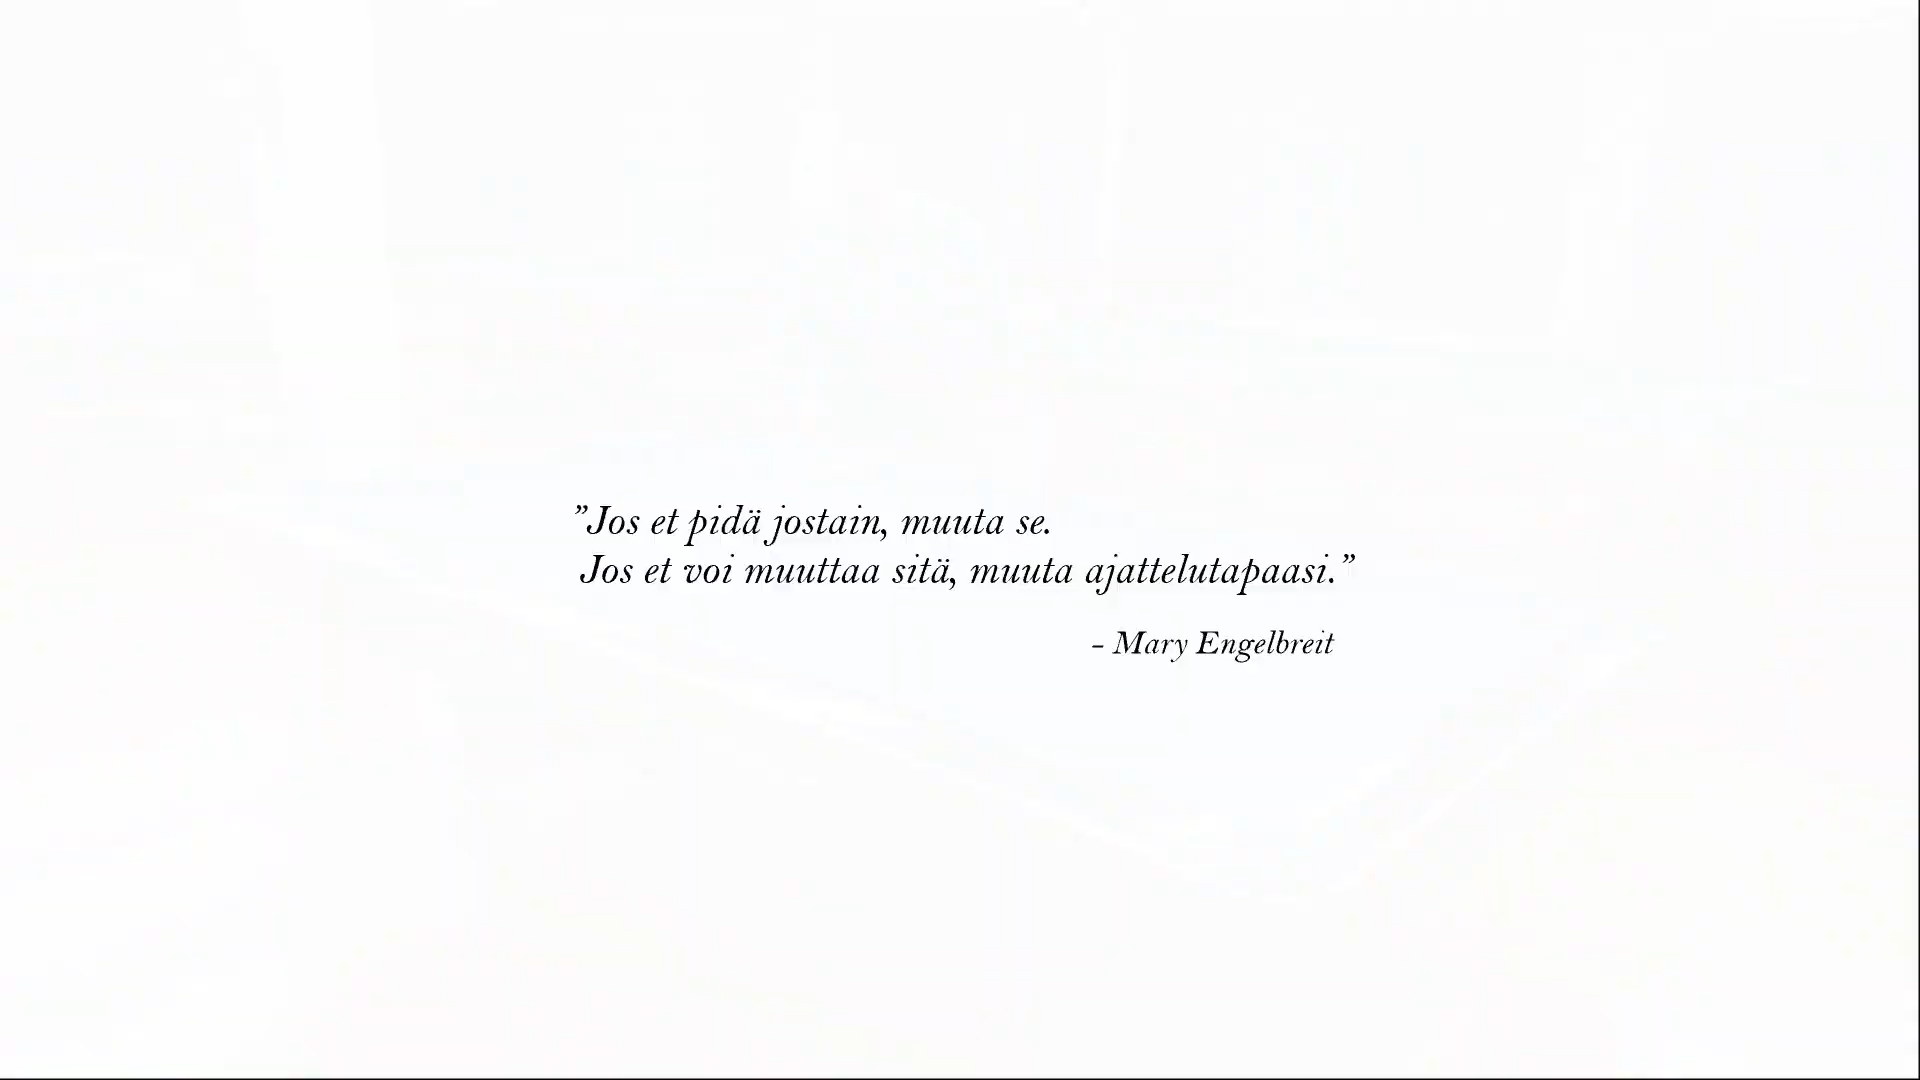 ”Jos et pidä jostain, muuta se.
Jos et voi muuttaa sitä, muuta ajattelutapaasi.”
- Mary Engelbreit